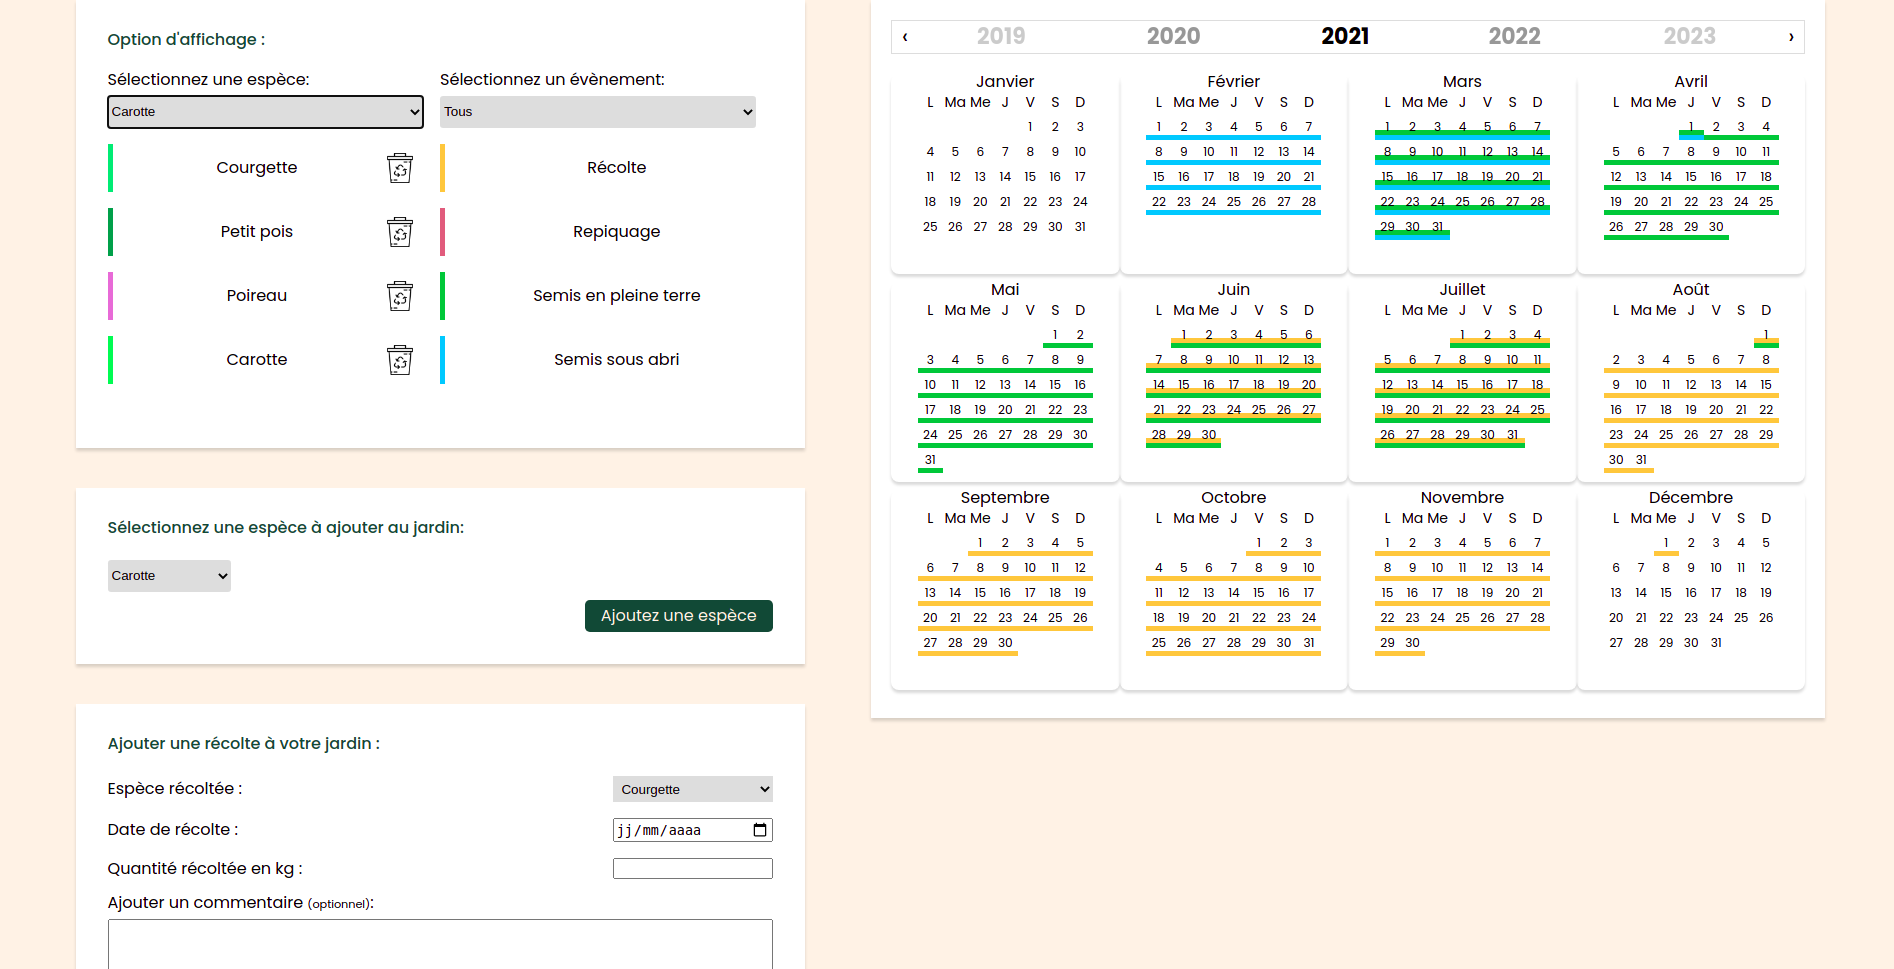 Option d'affichage :
Sélectionnez une espèce: Sélectionnez un évènement:
Carotte Tous
Courgette Récolte
Petit pois Repiquage
Poireau Semis en pleine terre
Carotte Semis sous abri
Sélectionnez une espèce à ajouter au jardin:
Carotte
Ajoutez une espèce
Ajouter une récolte à votre jardin :
Espèce récoltée : Courgette
Date de récolte : jj/mm/aaaa
Quantité récoltée en kg :
Ajouter un commentaire (optionnel):
‹ 2019 2020 2021 2022 2023 ›
Janvier
L Ma Me J V S D
1 2 3
4 5 6 7 8 9 10
11 12 13 14 15 16 17
18 19 20 21 22 23 24
25 26 27 28 29 30 31
Février
L Ma Me J V S D
1 2 3 4 5 6 7
8 9 10 11 12 13 14
15 16 17 18 19 20 21
22 23 24 25 26 27 28
Mars
L Ma Me J V S D
1 2 3 4 5 6 7
8 9 10 11 12 13 14
15 16 17 18 19 20 21
22 23 24 25 26 27 28
29 30 31
Avril
L Ma Me J V S D
1 2 3 4
5 6 7 8 9 10 11
12 13 14 15 16 17 18
19 20 21 22 23 24 25
26 27 28 29 30
Mai
L Ma Me J V S D
1 2
3 4 5 6 7 8 9
10 11 12 13 14 15 16
17 18 19 20 21 22 23
24 25 26 27 28 29 30
31
Juin
L Ma Me J V S D
1 2 3 4 5 6
7 8 9 10 11 12 13
14 15 16 17 18 19 20
21 22 23 24 25 26 27
28 29 30
Juillet
L Ma Me J V S D
1 2 3 4
5 6 7 8 9 10 11
12 13 14 15 16 17 18
19 20 21 22 23 24 25
26 27 28 29 30 31
Août
L Ma Me J V S D
1
2 3 4 5 6 7 8
9 10 11 12 13 14 15
16 17 18 19 20 21 22
23 24 25 26 27 28 29
30 31
Septembre
L Ma Me J V S D
1 2 3 4 5
6 7 8 9 10 11 12
13 14 15 16 17 18 19
20 21 22 23 24 25 26
27 28 29 30
Octobre
L Ma Me J V S D
1 2 3
4 5 6 7 8 9 10
11 12 13 14 15 16 17
18 19 20 21 22 23 24
25 26 27 28 29 30 31
Novembre
L Ma Me J V S D
1 2 3 4 5 6 7
8 9 10 11 12 13 14
15 16 17 18 19 20 21
22 23 24 25 26 27 28
29 30
Décembre
L Ma Me J V S D
1 2 3 4 5
6 7 8 9 10 11 12
13 14 15 16 17 18 19
20 21 22 23 24 25 26
27 28 29 30 31